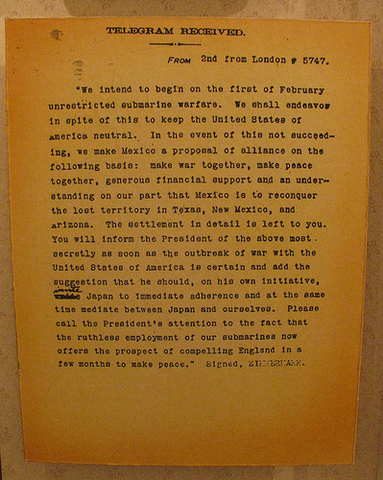 TELEGRAM RECEIVED.
FROM 2nd from London # 5747.
"We intend to begin on the first of February
unrestricted submarine warfare. We shall endeavor
in spite of this to keep the United States of
America neutral. In the event of this not succeed-
ing, we make Mexico a proposal of alliance on the
following basis: make war together, make peace
together, generous financial support and an under-
standing on our part that Mexico is to reconquer
the lost territory in Texas, New Mexico, and
Arizona. The settlement in detail is left to you.
You will inform the President of the above most
secretly as soon as the outbreak of war with the
United States of America is certain and add the
suggestion that he should, on his own initiative,
invite
Japan to immediate adherence and at the same
time mediate between Japan and ourselves. Please
call the President's attention to the fact that
the ruthless employment of our submarines now
offers the prospect of compelling England in a
few months to make peace." Signed, ZIMMERMANN.